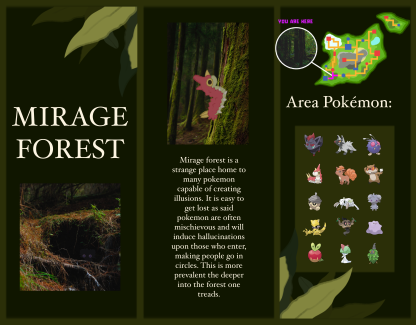 MIRAGE
FOREST
Mirage forest is a
strange place home to
many pokemon
capable of creating
illusions. It is easy to
get lost as said
pokemon are often
mischievous and will
induce hallucinations
upon those who enter,
making people go in
circles. This is more
prevalent the deeper
into the forest one
treads.
YOU ARE HERE
Area Pokémon: